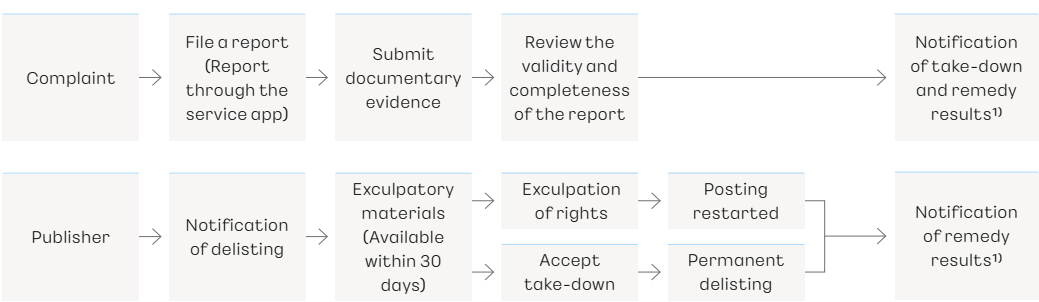 Complaint
File a report
(Report
through the
service app)
Submit
documentary
evidence
Review the
validity and
completeness
of the report
Notification
of take-down
and remedy
results¹⁾
Publisher
Notification
of delisting
Exculpatory
materials
(Available
within 30
days)
Exculpation
of rights
Posting
restarted
Accept
take-down
Permanent
delisting
Notification
of remedy
results¹⁾